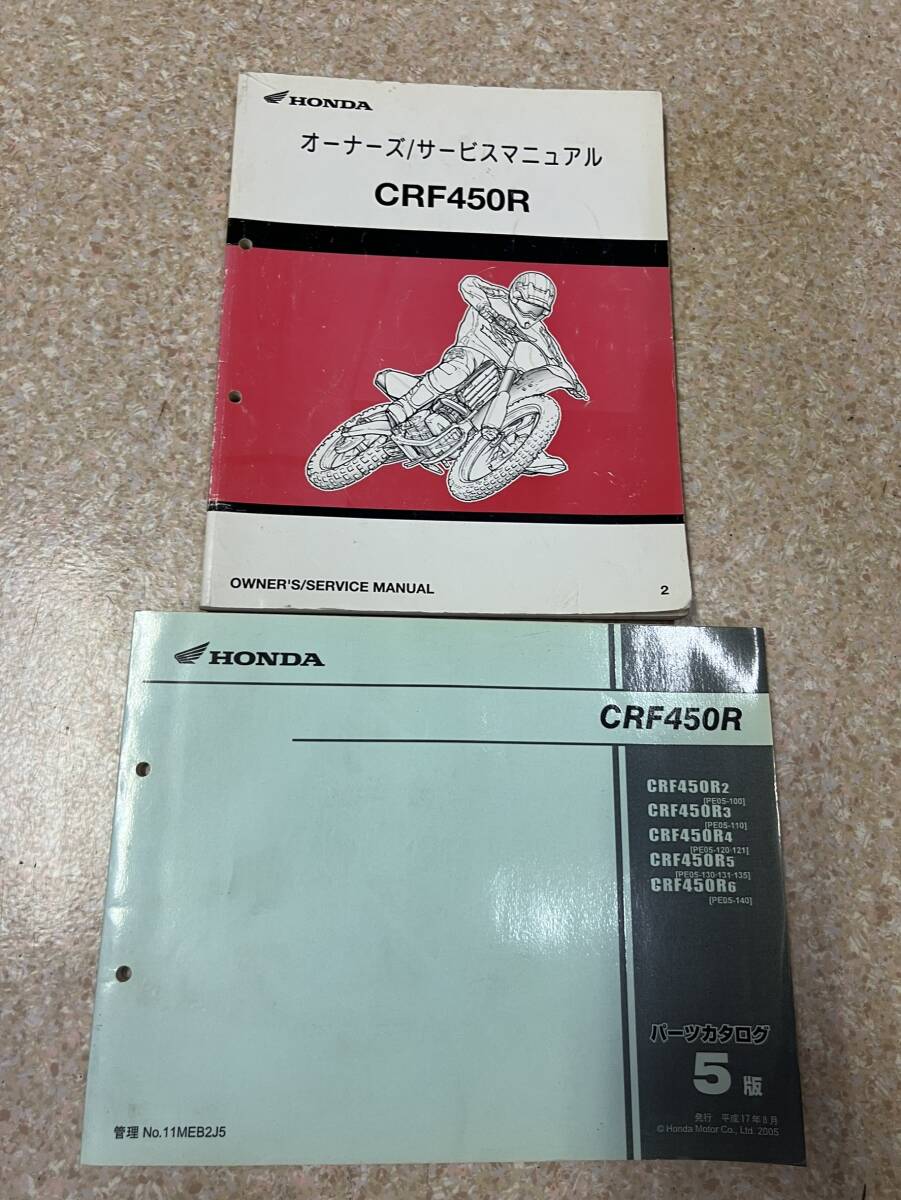 HONDA
オーナーズ/サービスマニュアル
CRF450R
OWNER'S/SERVICE MANUAL
2
HONDA
CRF450R
CRF450R2
[PE05-100]
CRF450R3
[PE05-110]
CRF450R4
[PE05-120·121]
CRF450R5
[PE05-130·131·135]
CRF450R6
[PE05-140]
パーツカタログ
5版
発行 平成17年8月
© Honda Motor Co., Ltd. 2005
管理 No.11MEB2J5